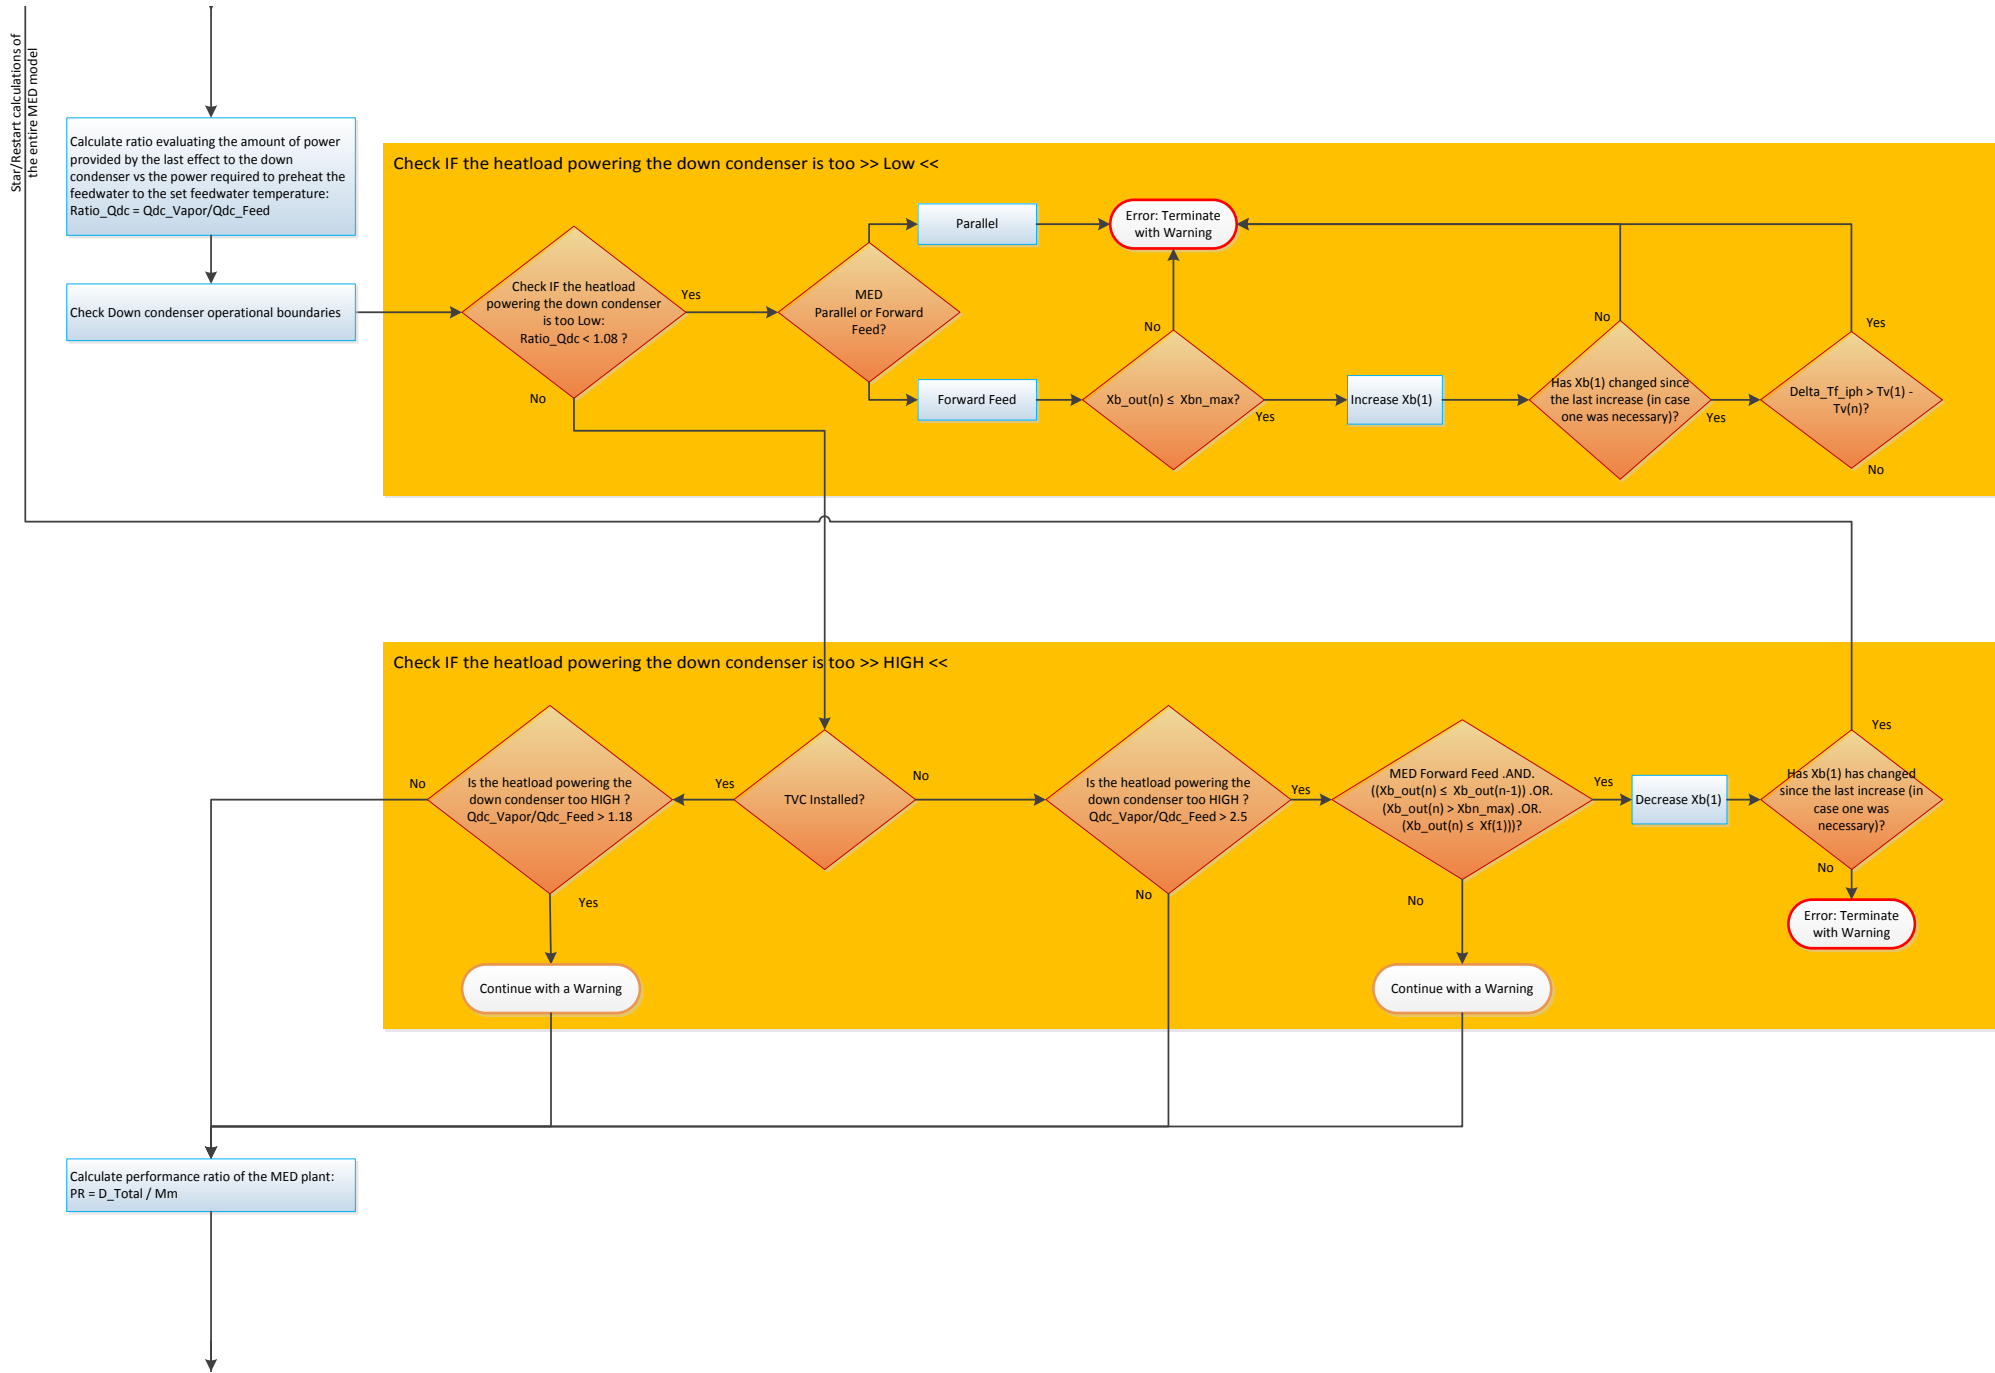 Star/Restart calculations of
the entire MED model
Calculate ratio evaluating the amount of power
provided by the last effect to the down
condenser vs the power required to preheat the
feedwater to the set feedwater temperature:
Ratio_Qdc = Qdc_Vapor/Qdc_Feed
Check Down condenser operational boundaries
Check IF the heatload powering the down condenser is too >> Low <<
Check IF the heatload
powering the down condenser
is too Low:
Ratio_Qdc < 1.08 ?
Yes
No
MED
Parallel or Forward
Feed?
Parallel
Forward Feed
Error: Terminate
with Warning
No
Xb_out(n) ≤ Xbn_max?
Yes
Increase Xb(1)
No
Has Xb(1) changed since
the last increase (in case
one was necessary)?
Yes
Yes
Delta_Tf_iph > Tv(1) -
Tv(n)?
No
Check IF the heatload powering the down condenser is too >> HIGH <<
No
Is the heatload powering the
down condenser too HIGH ?
Qdc_Vapor/Qdc_Feed > 1.18
Yes
Yes
TVC Installed?
No
Is the heatload powering the
down condenser too HIGH ?
Qdc_Vapor/Qdc_Feed > 2.5
Yes
No
MED Forward Feed .AND.
((Xb_out(n) ≤ Xb_out(n-1)) .OR.
(Xb_out(n) > Xbn_max) .OR.
(Xb_out(n) ≤ Xf(1)))?
Yes
No
Decrease Xb(1)
Yes
Has Xb(1) has changed
since the last increase (in
case one was
necessary)?
No
Error: Terminate
with Warning
Continue with a Warning
Continue with a Warning
Calculate performance ratio of the MED plant:
PR = D_Total / Mm